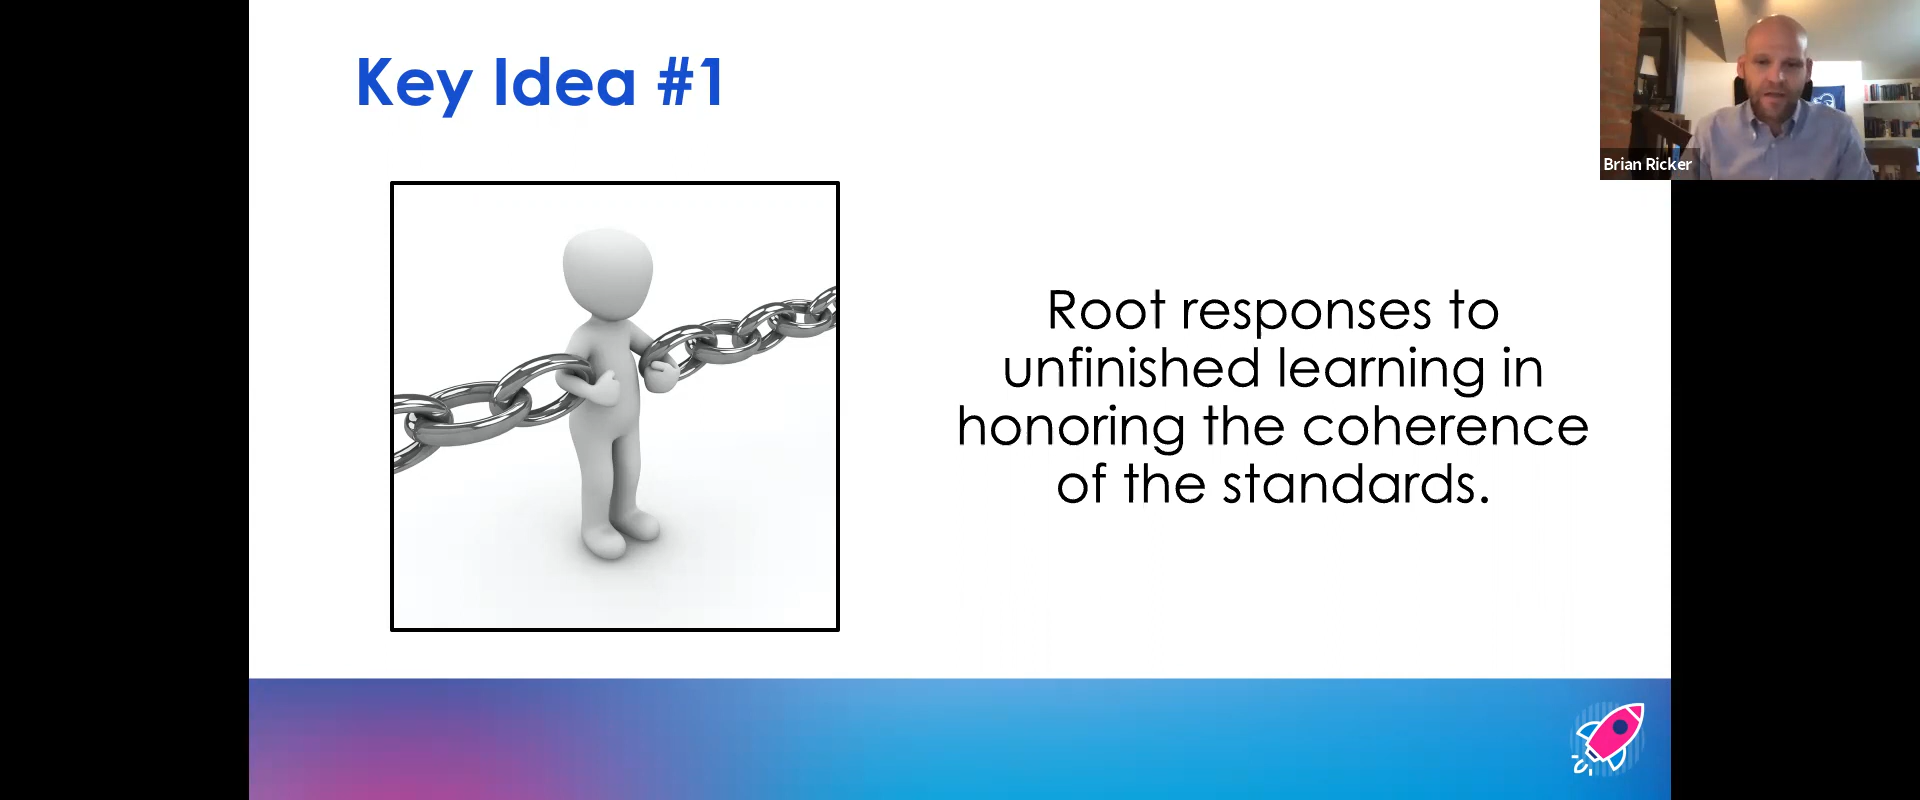 Key Idea #1
Brian Ricker
Root responses to
unfinished learning in
honoring the coherence
of the standards.